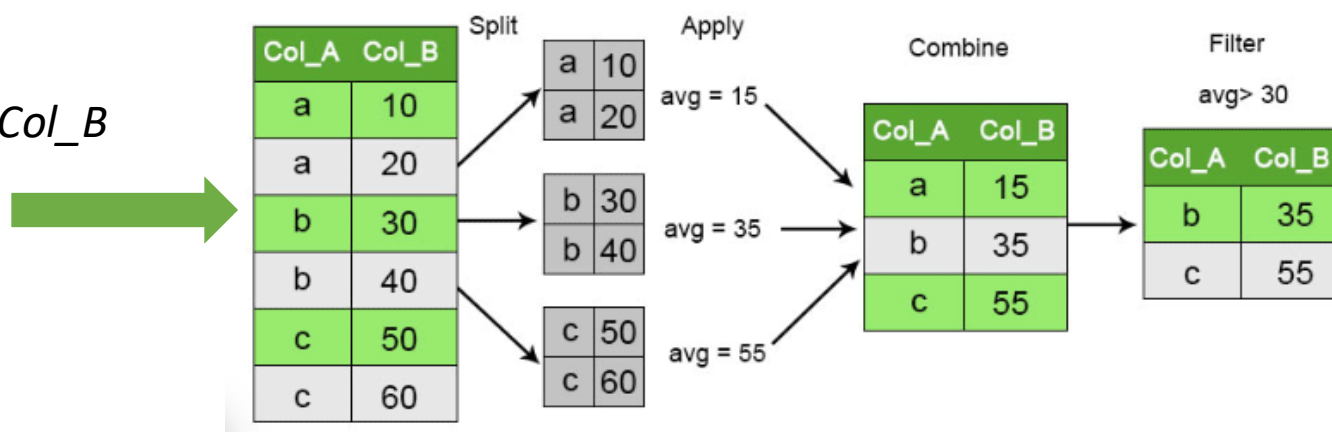 Col_B
Col_A Col_B
a 10
a 20
b 30
b 40
c 50
c 60
Split
a 10
a 20
b 30
b 40
c 50
c 60
Apply
avg = 15
avg = 35
avg = 55
Combine
Col_A Col_B
a 15
b 35
c 55
Filter
avg> 30
Col_A Col_B
b 35
c 55